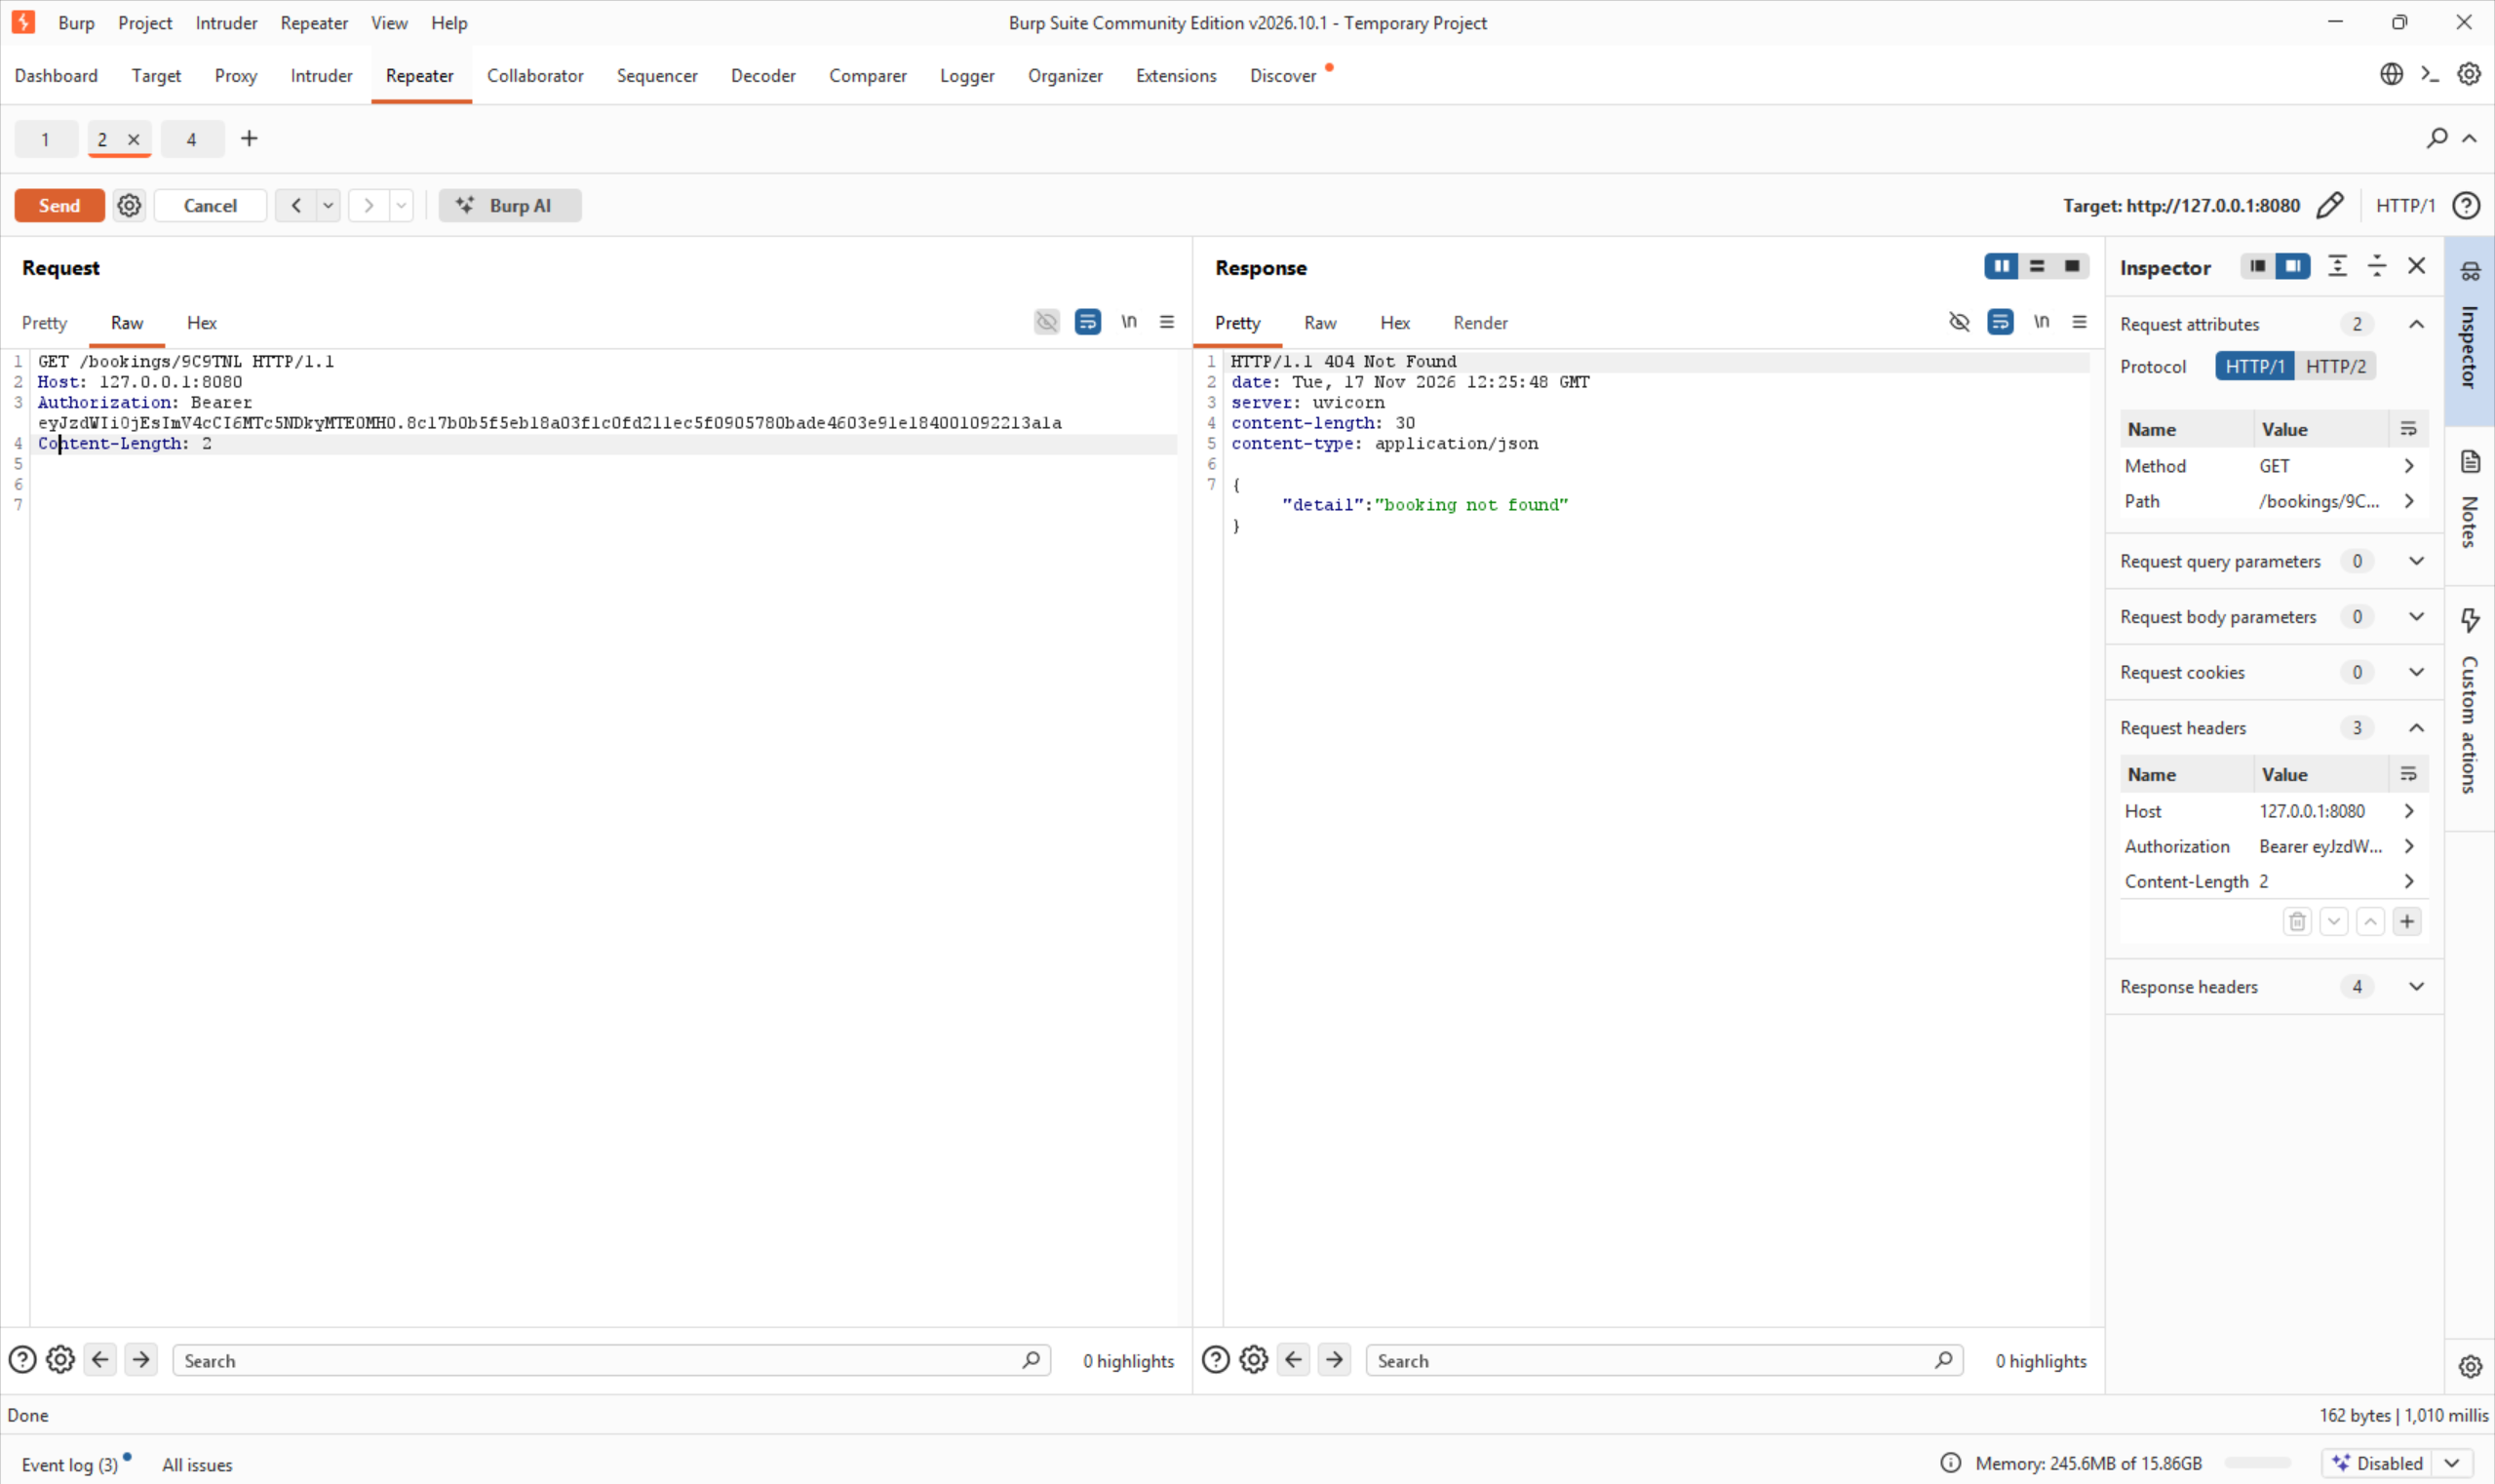 Burp Project Intruder Repeater View Help Burp Suite Community Edition v2026.10.1 - Temporary Project
Dashboard Target Proxy Intruder Repeater Collaborator Sequencer Decoder Comparer Logger Organizer Extensions Discover
1 2 4
Send Cancel Burp AI Target: http://127.0.0.1:8080 HTTP/1
Request
Pretty Raw Hex \n
1 GET /bookings/9C9TNL HTTP/1.1
2 Host: 127.0.0.1:8080
3 Authorization: Bearer
eyJzdWIiOjEsImV4cCI6MTc5NDkyMTE0MH0.8c17b0b5f5eb18a03f1c0fd211ec5f0905780bade4603e91e184001092213a1a
4 Content-Length: 2
5
6
7
Search 0 highlights
Response
Pretty Raw Hex Render \n
1 HTTP/1.1 404 Not Found
2 date: Tue, 17 Nov 2026 12:25:48 GMT
3 server: uvicorn
4 content-length: 30
5 content-type: application/json
6
7 {
"detail":"booking not found"
}
Search 0 highlights
Inspector
Request attributes 2
Protocol HTTP/1 HTTP/2
Name Value
Method GET
Path /bookings/9C...
Request query parameters 0
Request body parameters 0
Request cookies 0
Request headers 3
Name Value
Host 127.0.0.1:8080
Authorization Bearer eyJzdW...
Content-Length 2
Response headers 4
Inspector
Notes
Custom actions
Done 162 bytes | 1,010 millis
Event log (3) All issues Memory: 245.6MB of 15.86GB Disabled